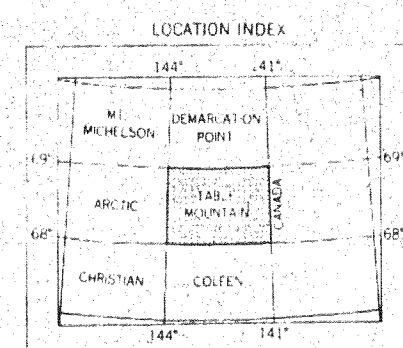 LOCATION INDEX
144° 141°
MT. MICHELSON
DEMARCATION POINT
69° 69°
ARCTIC
TABLE MOUNTAIN
CANADA
68° 68°
CHRISTIAN
COLEEN
144° 141°